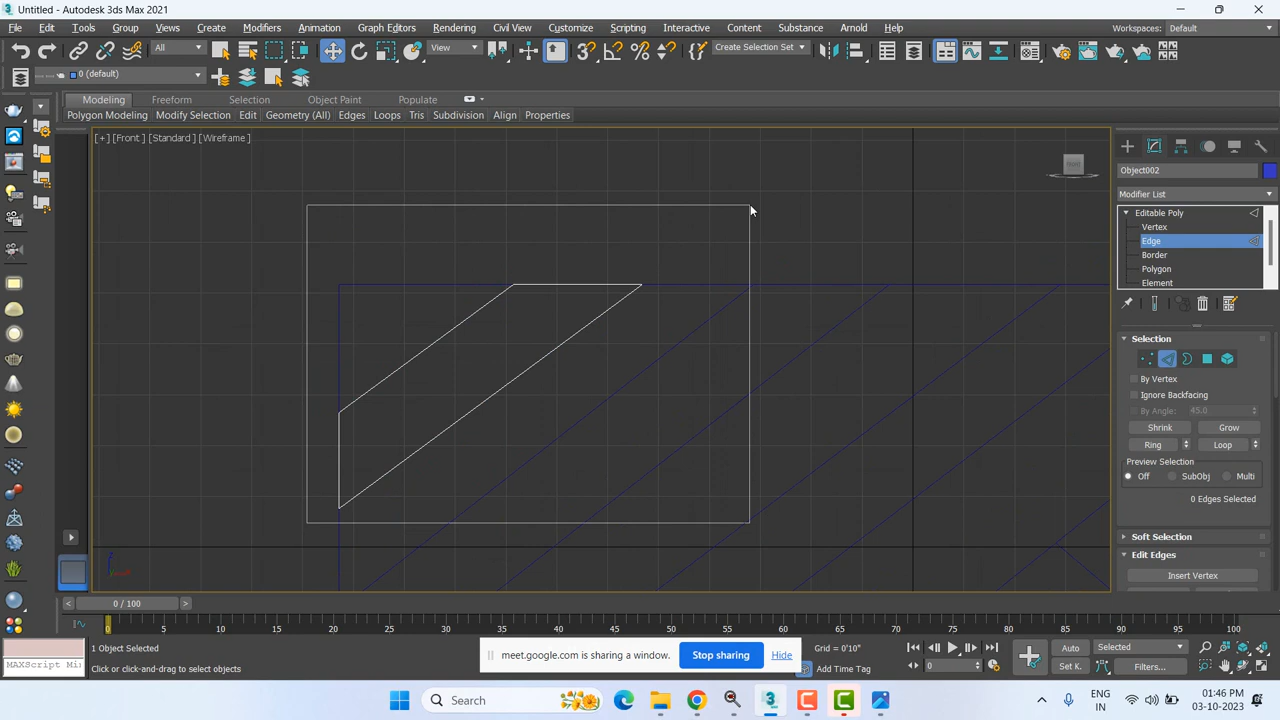 Untitled - Autodesk 3ds Max 2021
File Edit Tools Group Views Create Modifiers Animation Graph Editors Rendering Civil View Customize Scripting Interactive Content Substance Arnold Help Workspaces: Default
All View Create Selection Set
0 (default)
Modeling Freeform Selection Object Paint Populate
Polygon Modeling Modify Selection Edit Geometry (All) Edges Loops Tris Subdivision Align Properties
[+] [Front ] [Standard ] [Wireframe ]
Object002
Modifier List
Editable Poly
Vertex
Edge
Border
Polygon
Element
Selection
By Vertex
Ignore Backfacing
By Angle: 45.0
Shrink Grow
Ring Loop
Preview Selection
Off SubObj Multi
0 Edges Selected
Soft Selection
Edit Edges
Insert Vertex
< 0 / 100 >
0 5 10 15 20 25 30 35 40 45 50 55 60 65 70 75 80 85 90 95 100
1 Object Selected
MAXScript Mi
Click or click-and-drag to select objects
meet.google.com is sharing a window. Stop sharing Hide
Grid = 0'10"
Add Time Tag
0
Auto Selected
Set K. Filters...
Search
ENG
IN
01:46 PM
03-10-2023